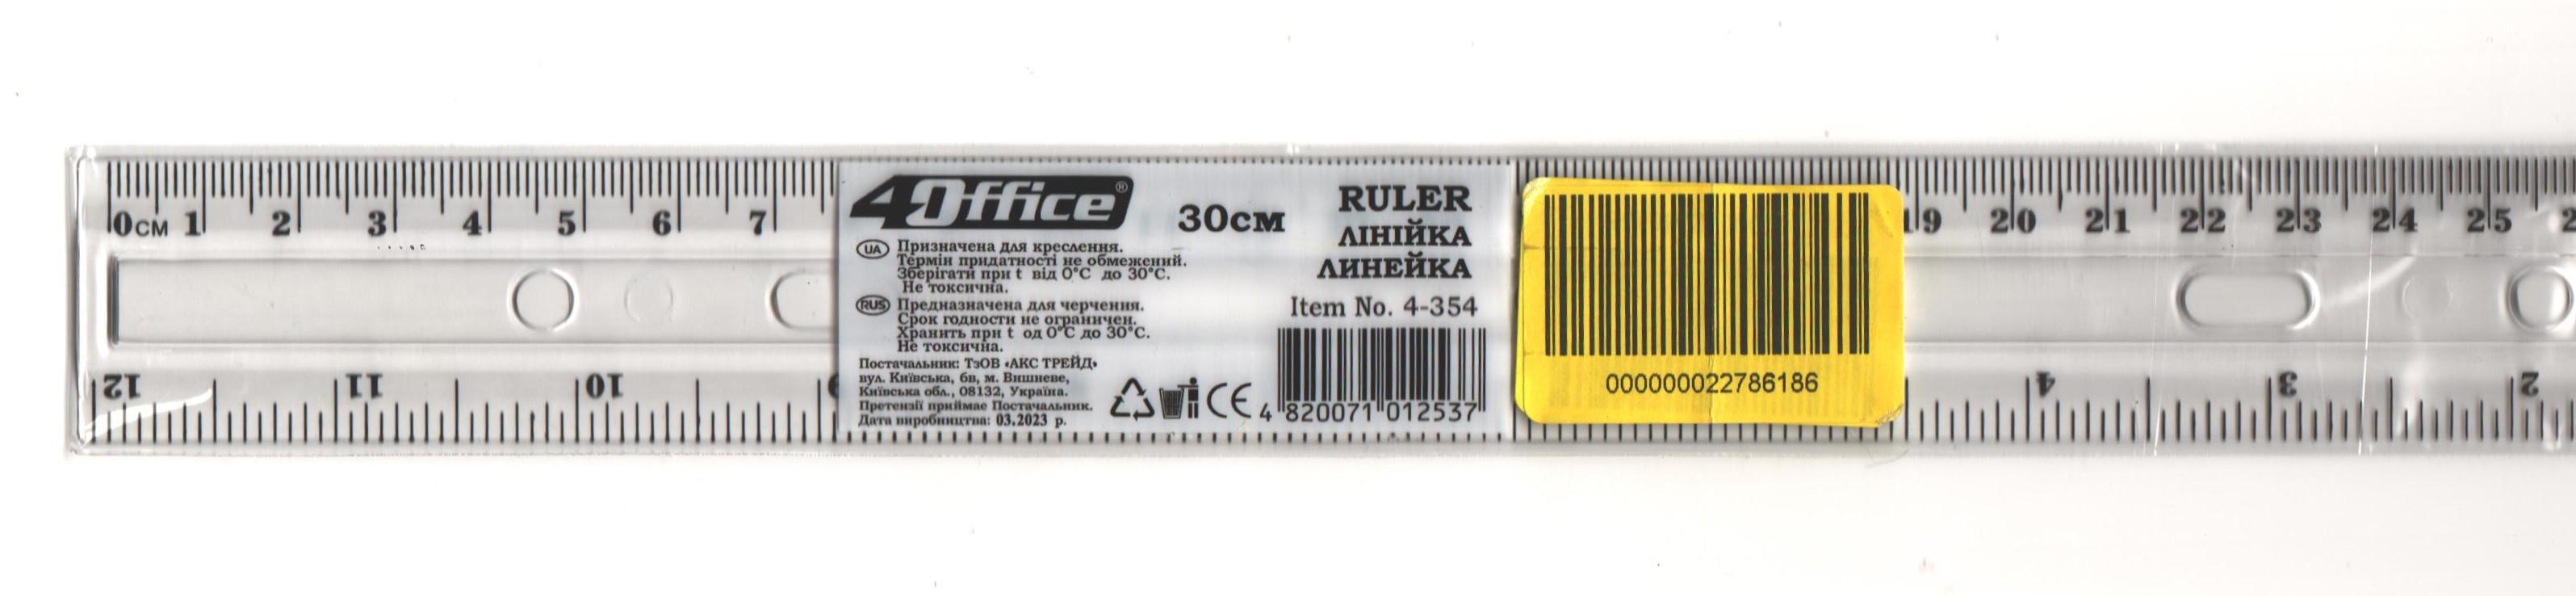 0см 1 2 3 4 5 6 7
19 20 21 22 23 24 25
4Office®
30см
RULER
ЛІНІЙКА
ЛИНЕЙКА
Item No. 4-354
UA Призначена для креслення.
Термін придатності не обмежений.
Зберігати при t від 0°C до 30°C.
Не токсична.
RUS Предназначена для черчения.
Срок годности не ограничен.
Хранить при t од 0°C до 30°C.
Не токсична.
Постачальник: ТзОВ «АКС ТРЕЙД»
вул. Київська, 6в, м. Вишневе,
Київська обл., 08132, Україна.
Претензії приймає Постачальник.
Дата виробництва: 03.2023 р.
CE
4 820071 012537
000000022786186
12 11 10 9
4 3 2